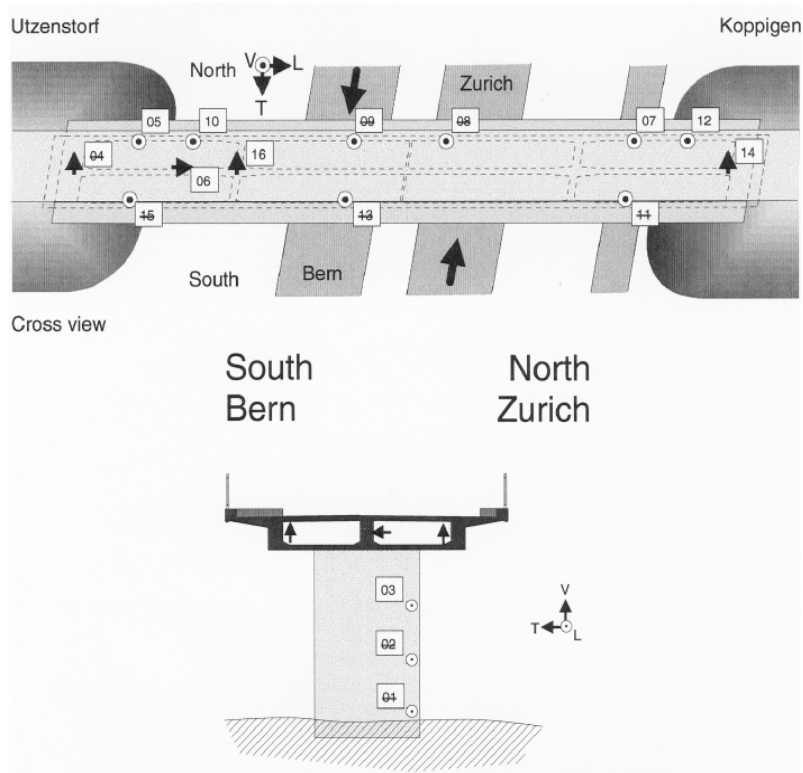 Utzenstorf
Koppigen
North
V
L
T
Zurich
05
10
09
08
07
12
04
16
06
14
15
13
11
South
Bern
Cross view
South
North
Bern
Zurich
03
V
T
L
02
01